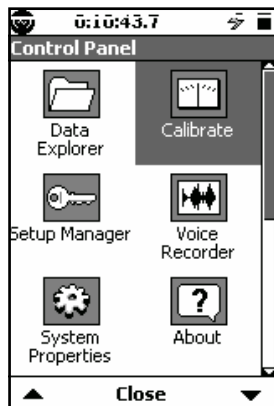 0:10:43.7
Control Panel
Data
Explorer
Calibrate
Setup Manager
Voice
Recorder
System
Properties
?
About
Close